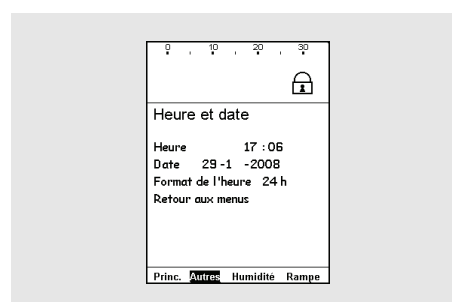 0 10 20 30
Heure et date
Heure 17 : 06
Date 29 -1 -2008
Format de l'heure 24 h
Retour aux menus
Princ. Autres Humidité Rampe